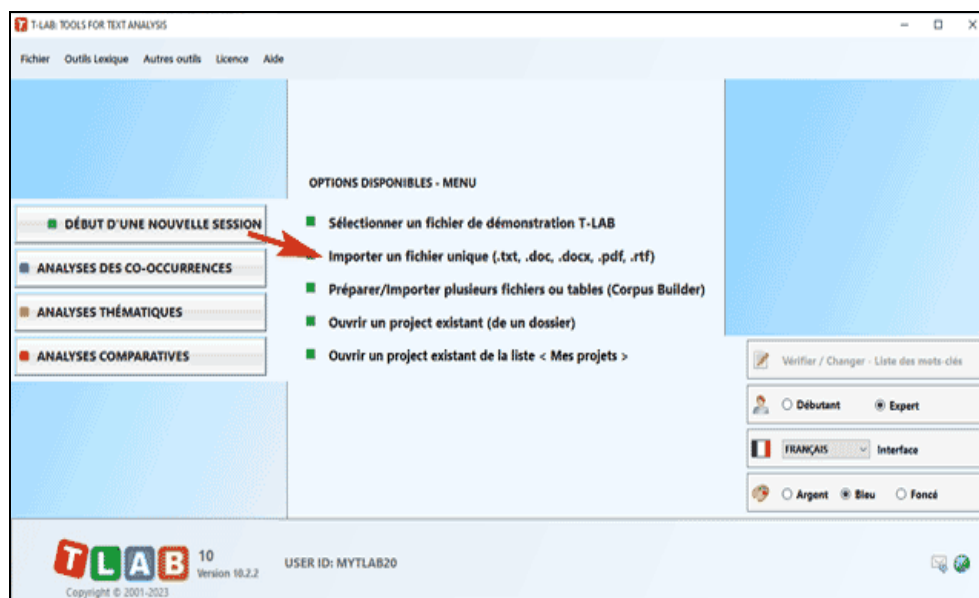 T-LAB: TOOLS FOR TEXT ANALYSIS
Fichier Outils Lexique Autres outils Licence Aide
OPTIONS DISPONIBLES - MENU
DÉBUT D'UNE NOUVELLE SESSION
ANALYSES DES CO-OCCURRENCES
ANALYSES THÉMATIQUES
ANALYSES COMPARATIVES
Sélectionner un fichier de démonstration T-LAB
Importer un fichier unique (.txt, .doc, .docx, .pdf, .rtf)
Préparer/Importer plusieurs fichiers ou tables (Corpus Builder)
Ouvrir un project existant (de un dossier)
Ouvrir un project existant de la liste < Mes projets >
Vérifier / Changer - Liste des mots-clés
Débutant Expert
FRANÇAIS Interface
Argent Bleu Foncé
T LAB
10
Version 10.2.2
Copyright © 2001-2023
USER ID: MYTLAB20